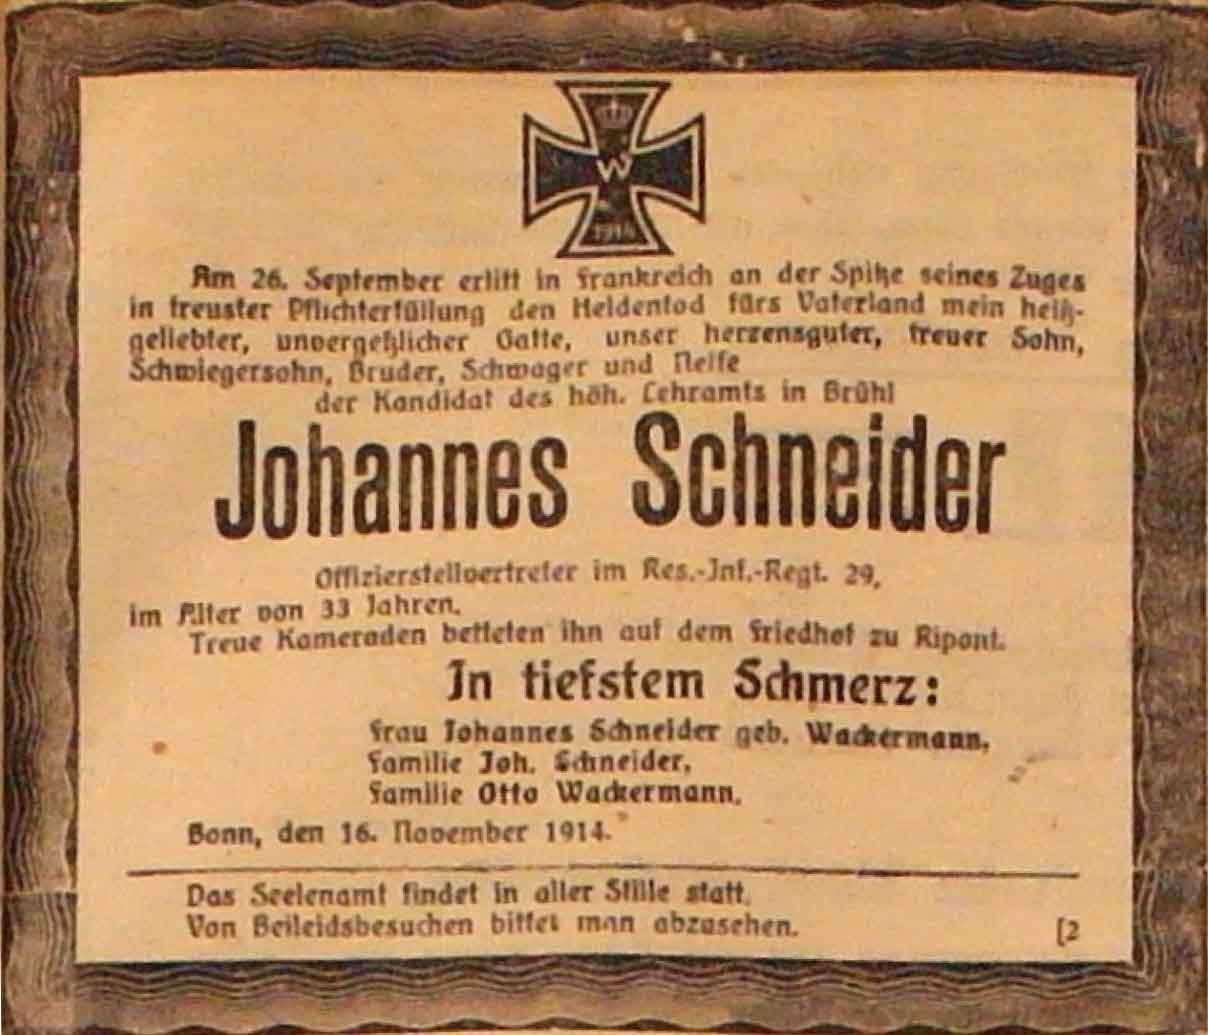 W
1914
Am 26. September erlitt in Frankreich an der Spitze seines Zuges
in treuster Pflichterfüllung den Heldentod fürs Vaterland mein heiß-
geliebter, unvergeßlicher Gatte, unser herzensguter, treuer Sohn,
Schwiegersohn, Bruder, Schwager und Neffe
der Kandidat des höh. Lehramts in Brühl
Johannes Schneider
Offizierstellvertreter im Res.-Inf.-Regt. 29,
im Alter von 33 Jahren.
Treue Kameraden betteten ihn auf dem Friedhof zu Ripont.
In tiefstem Schmerz:
Frau Johannes Schneider geb. Wackermann,
Familie Joh. Schneider,
Familie Otto Wackermann.
Bonn, den 16. November 1914.
Das Seelenamt findet in aller Stille statt.
Von Beileidsbesuchen bittet man abzusehen.
[2